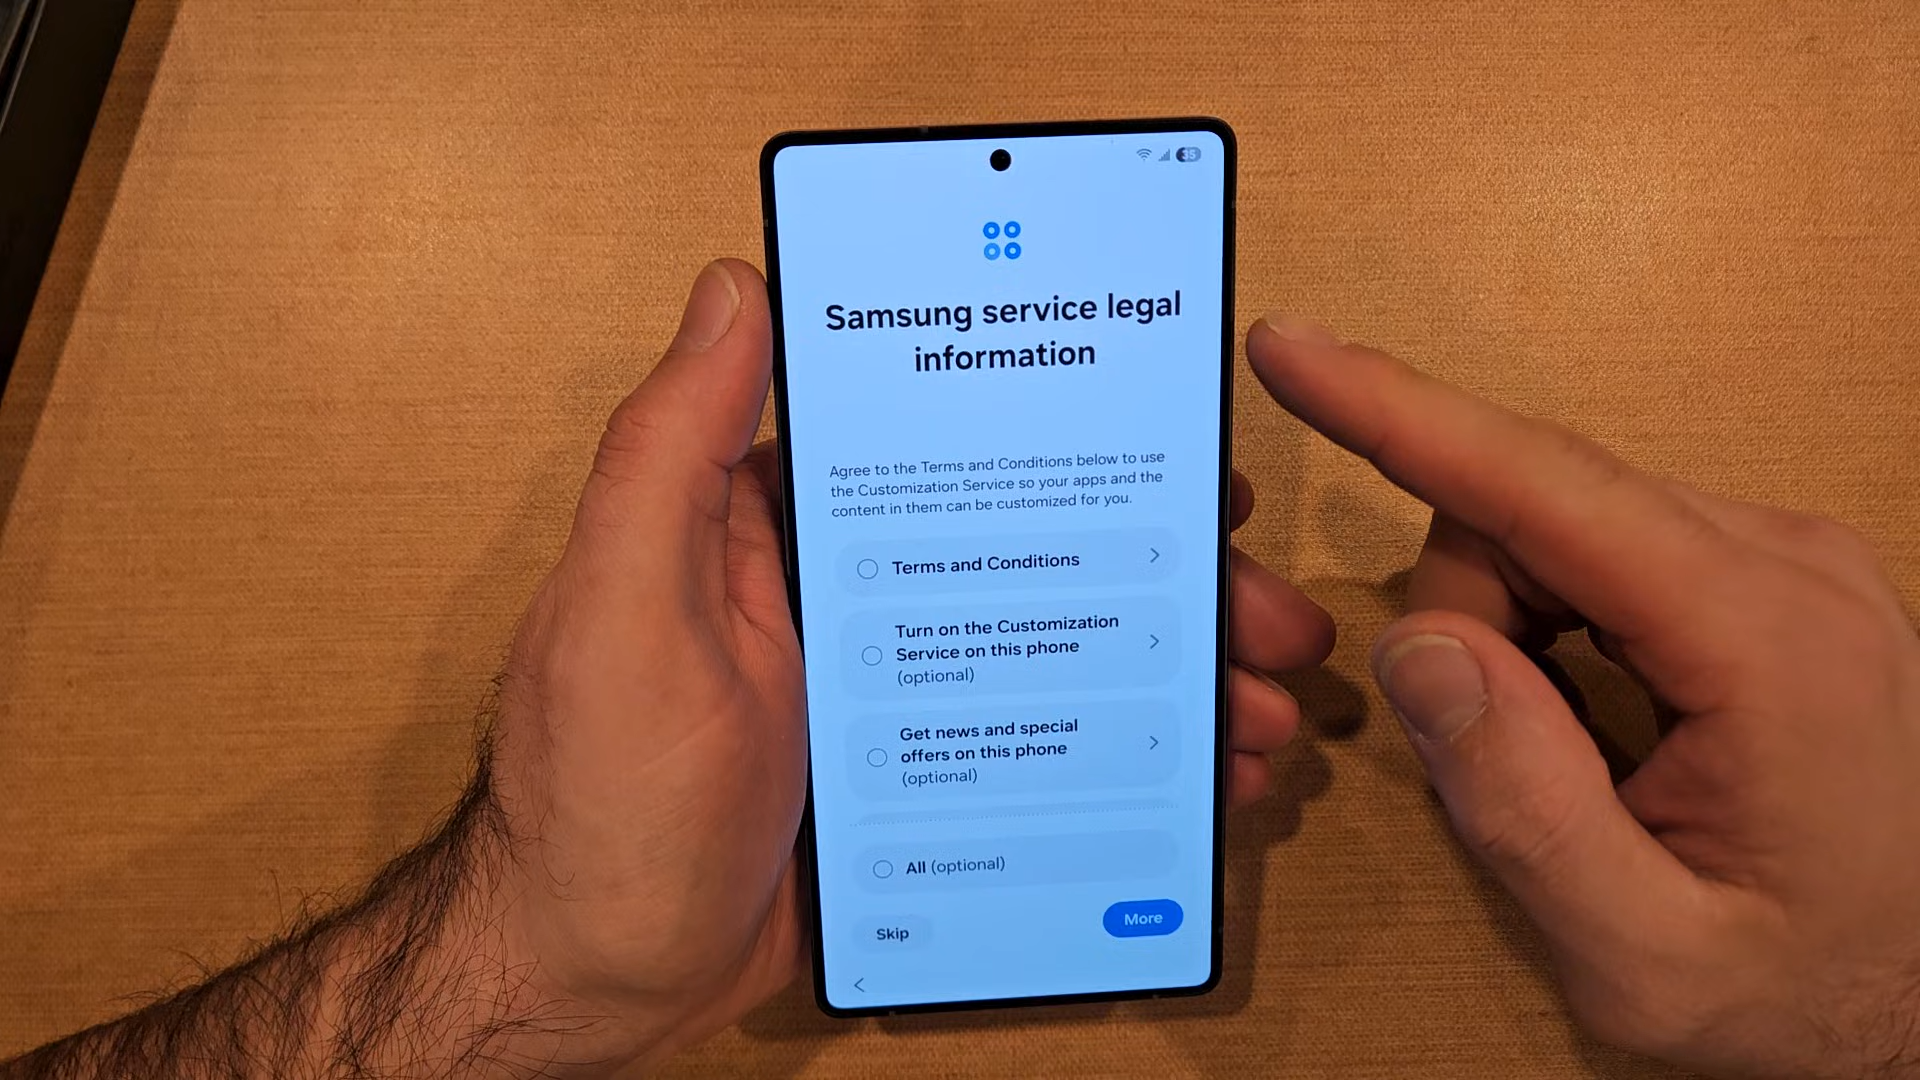 35
Samsung service legal
information
Agree to the Terms and Conditions below to use
the Customization Service so your apps and the
content in them can be customized for you.
Terms and Conditions
Turn on the Customization
Service on this phone
(optional)
Get news and special
offers on this phone
(optional)
All (optional)
Skip
More